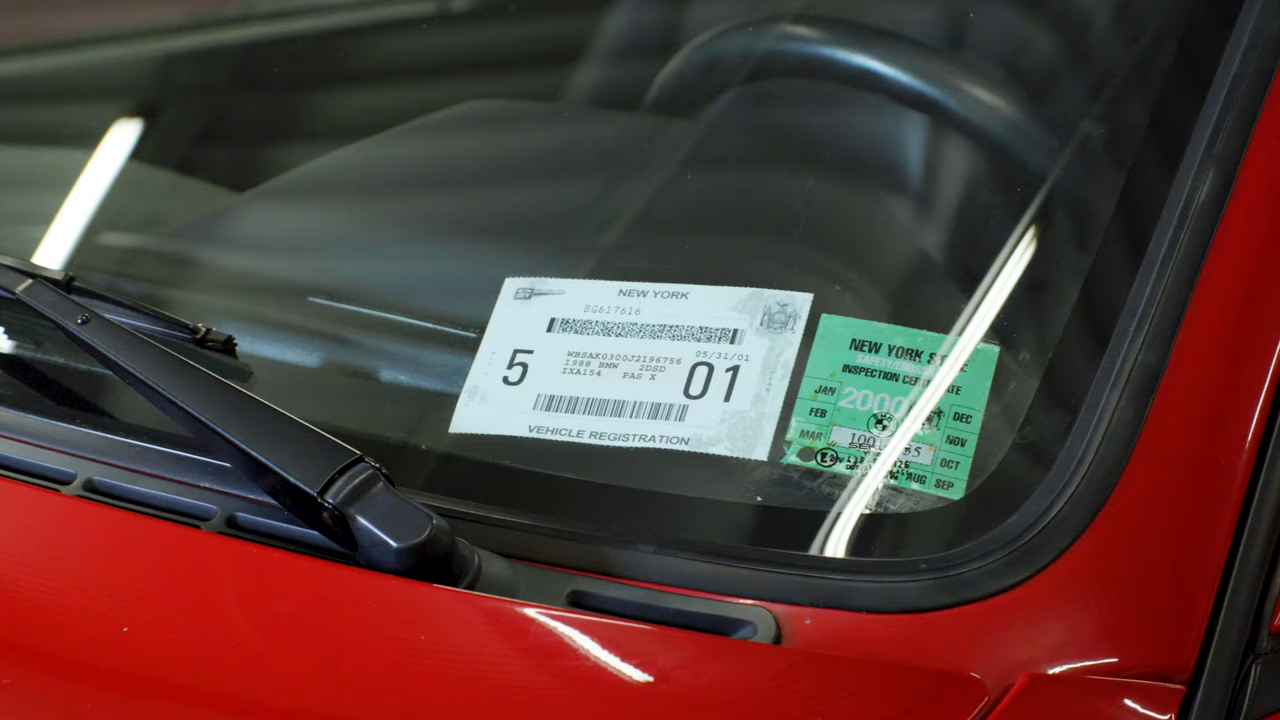 NEW YORK
BG617616
5
WBSAK0300J2196756 05/31/01
1988 BMW 2DSD
IXA154 PAS X
01
VEHICLE REGISTRATION
NEW YORK
INSPECTION
JAN
2000
FEB
DEC
MAR
100
NOV
OCT
AUG
SEP